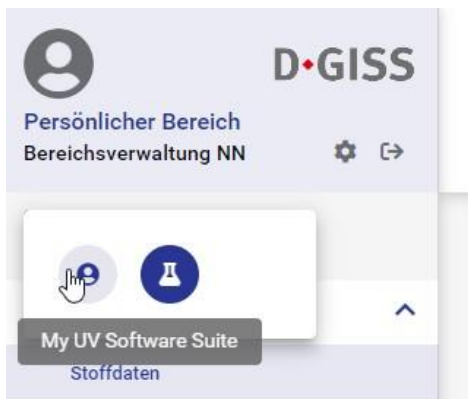 D·GISS
Persönlicher Bereich
Bereichsverwaltung NN
My UV Software Suite
Stoffdaten